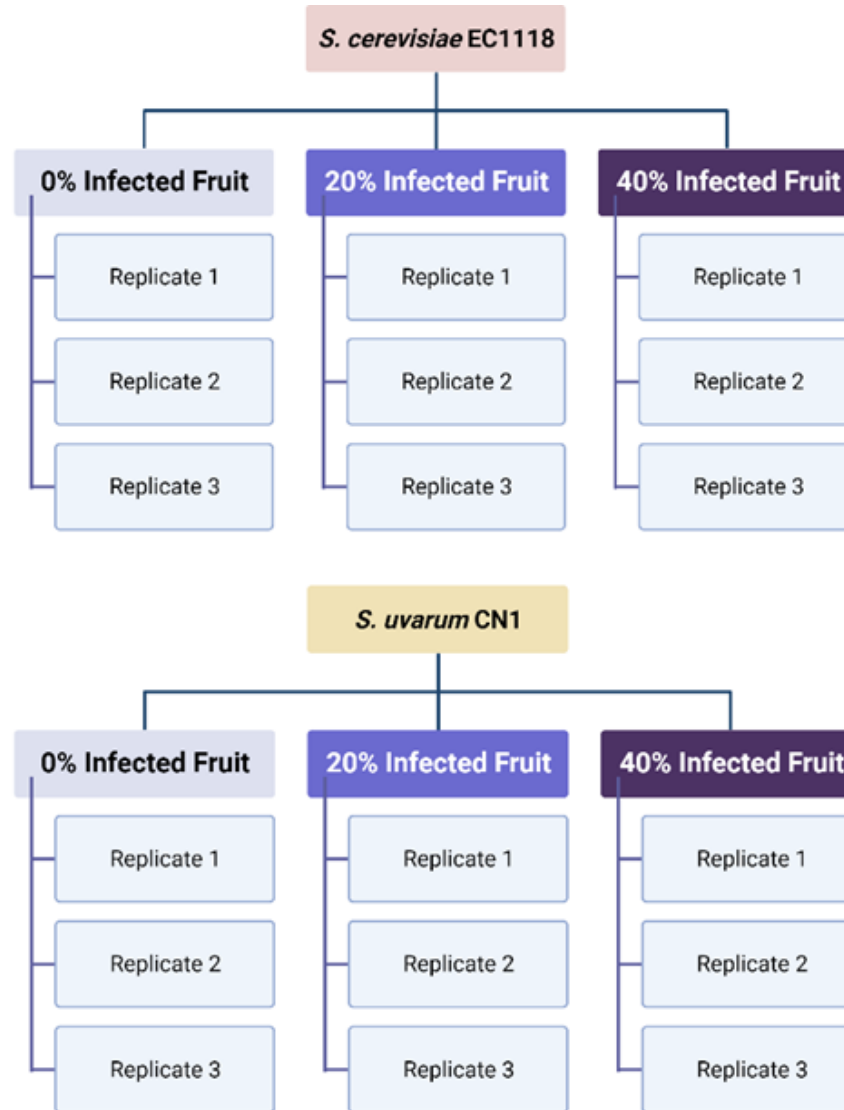 S. cerevisiae EC1118
0% Infected Fruit
20% Infected Fruit
40% Infected Fruit
Replicate 1
Replicate 1
Replicate 1
Replicate 2
Replicate 2
Replicate 2
Replicate 3
Replicate 3
Replicate 3
S. uvarum CN1
0% Infected Fruit
20% Infected Fruit
40% Infected Fruit
Replicate 1
Replicate 1
Replicate 1
Replicate 2
Replicate 2
Replicate 2
Replicate 3
Replicate 3
Replicate 3